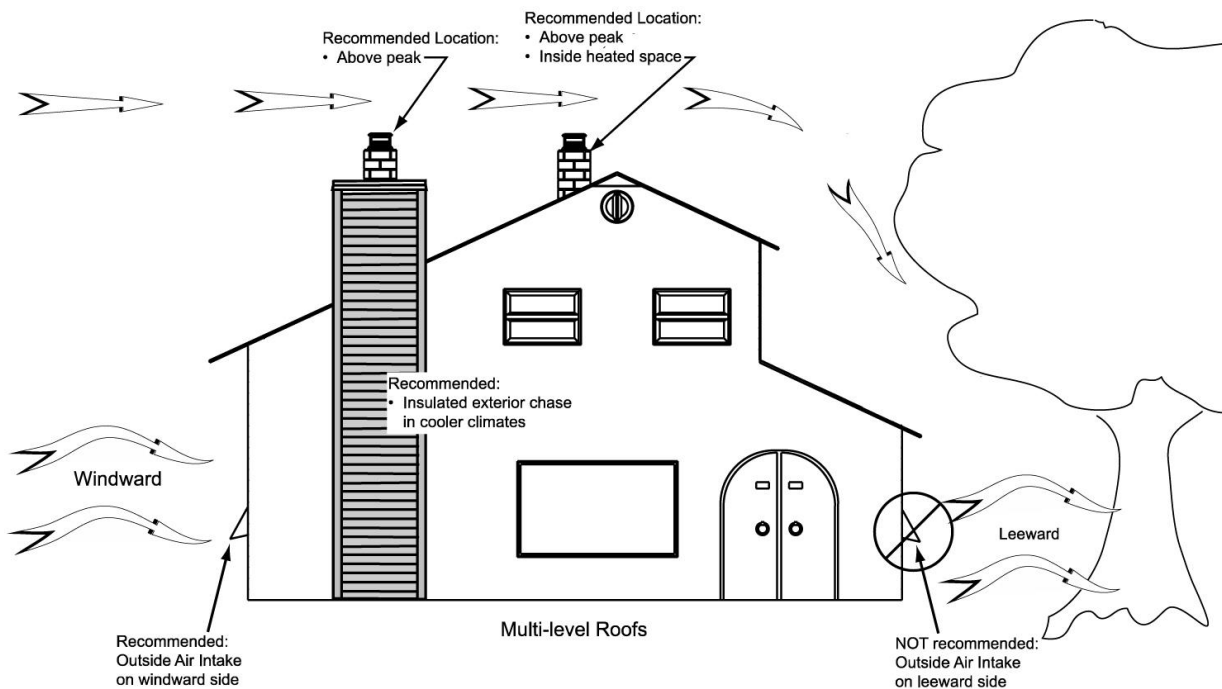 Recommended Location:
• Above peak
Recommended Location:
• Above peak
• Inside heated space
Recommended:
• Insulated exterior chase
in cooler climates
Windward
Leeward
Recommended:
Outside Air Intake
on windward side
Multi-level Roofs
NOT recommended:
Outside Air Intake
on leeward side